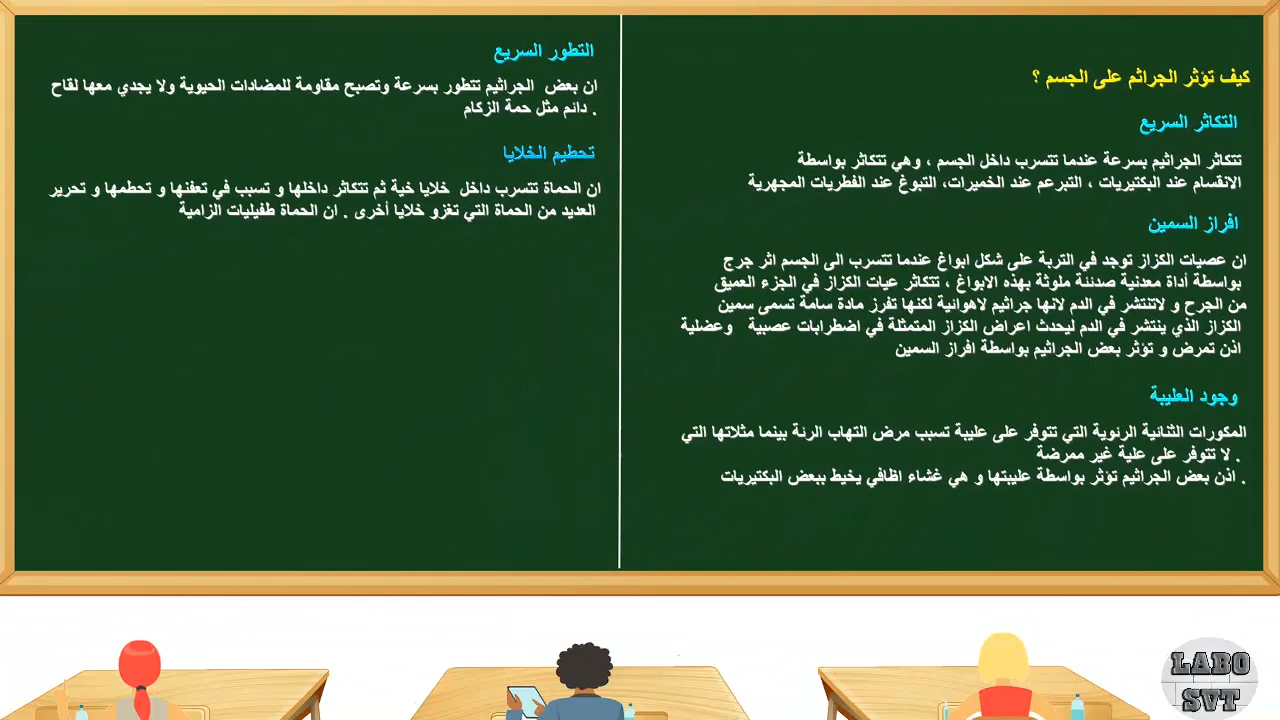 كيف تؤثر الجراثم على الجسم ؟
التكاثر السريع
تتكاثر الجراثيم بسرعة عندما تتسرب داخل الجسم ، وهي تتكاثر بواسطة
الانقسام عند البكتيريات ، التبرعم عند الخميرات، التبوغ عند الفطريات المجهرية
افراز السمين
ان عصيات الكزاز توجد في التربة على شكل ابواغ عندما تتسرب الى الجسم اثر جرج
بواسطة أداة معدنية صدئنة ملوثة بهذه الابواغ ، تتكاثر عيات الكزاز في الجزء العميق
من الجرح و لاتنتشر في الدم لانها جراثيم لاهوائية لكنها تفرز مادة سامة تسمى سمين
الكزاز الذي ينتشر في الدم ليحدث اعراض الكزاز المتمثلة في اضطرابات عصبية وعضلية
اذن تمرض و تؤثر بعض الجراثيم بواسطة افراز السمين
وجود العليبة
المكورات الثنائية الرئوية التي تتوفر على عليبة تسبب مرض التهاب الرئة بينما مثلاتها التي
. لا تتوفر على علية غير ممرضة
. اذن بعض الجراثيم تؤثر بواسطة عليبتها و هي غشاء اظافي يخيط ببعض البكتيريات
التطور السريع
ان بعض الجراثيم تتطور بسرعة وتصبح مقاومة للمضادات الحيوية ولا يجدي معها لقاح
. دائم مثل حمة الزكام
تحطيم الخلايا
ان الحماة تتسرب داخل خلايا خية ثم تتكاثر داخلها و تسبب في تعفنها و تحطمها و تحرير
العديد من الحماة التي تغزو خلايا أخرى . ان الحماة طفيليات الزامية
LABO
SVT